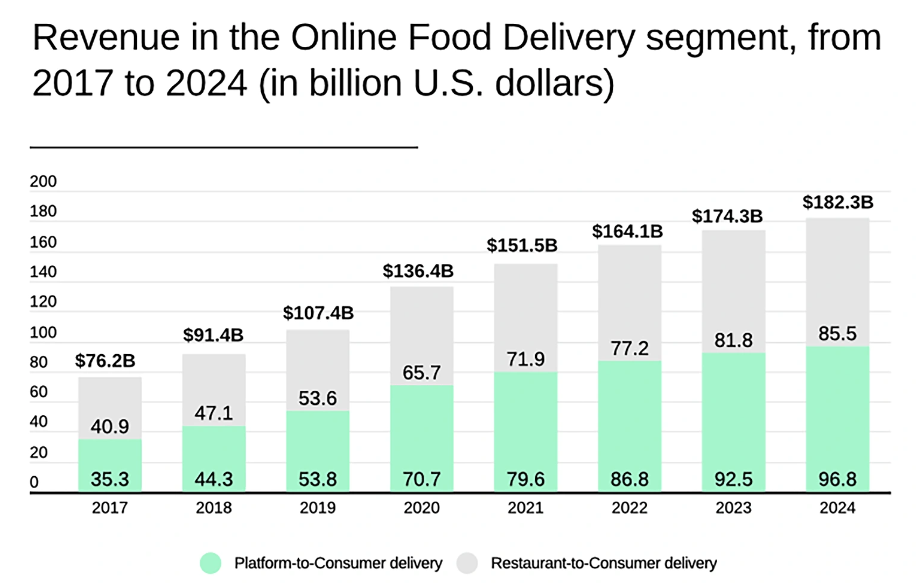 Revenue in the Online Food Delivery segment, from
2017 to 2024 (in billion U.S. dollars)
200
180
160
140
120
100
80
60
40
20
0
$76.2B
$91.4B
$107.4B
$136.4B
$151.5B
$164.1B
$174.3B
$182.3B
40.9
47.1
53.6
65.7
71.9
77.2
81.8
85.5
35.3
44.3
53.8
70.7
79.6
86.8
92.5
96.8
2017
2018
2019
2020
2021
2022
2023
2024
Platform-to-Consumer delivery
Restaurant-to-Consumer delivery